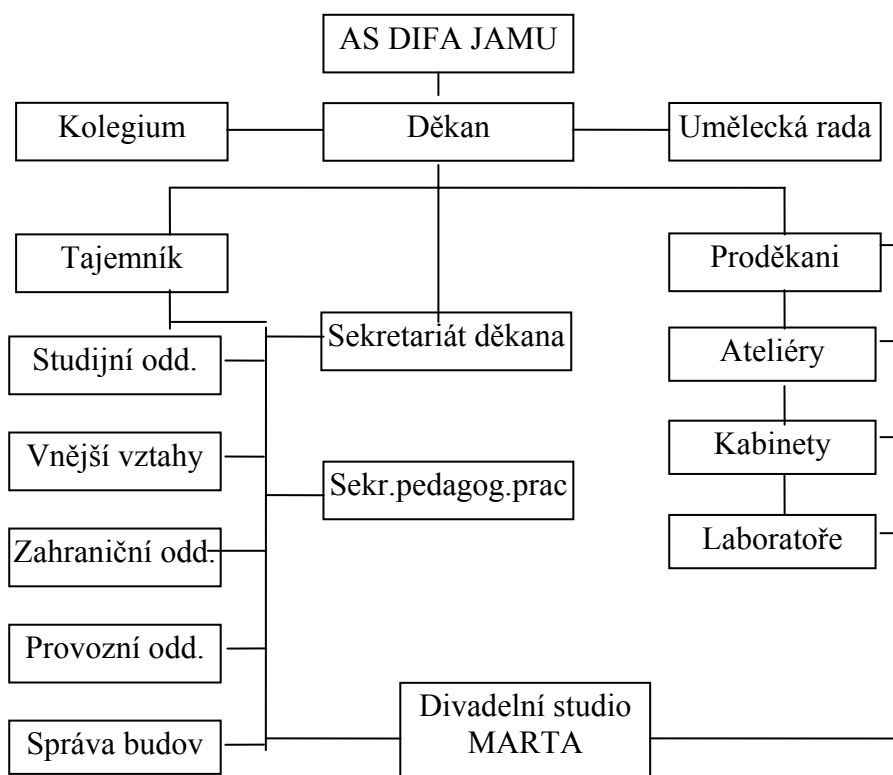 AS DIFA JAMU
Kolegium
Děkan
Umělecká rada
Tajemník
Proděkani
Sekretariát děkana
Studijní odd.
Ateliéry
Vnější vztahy
Kabinety
Sekr.pedagog.prac
Zahraniční odd.
Laboratoře
Provozní odd.
Divadelní studio
MARTA
Správa budov